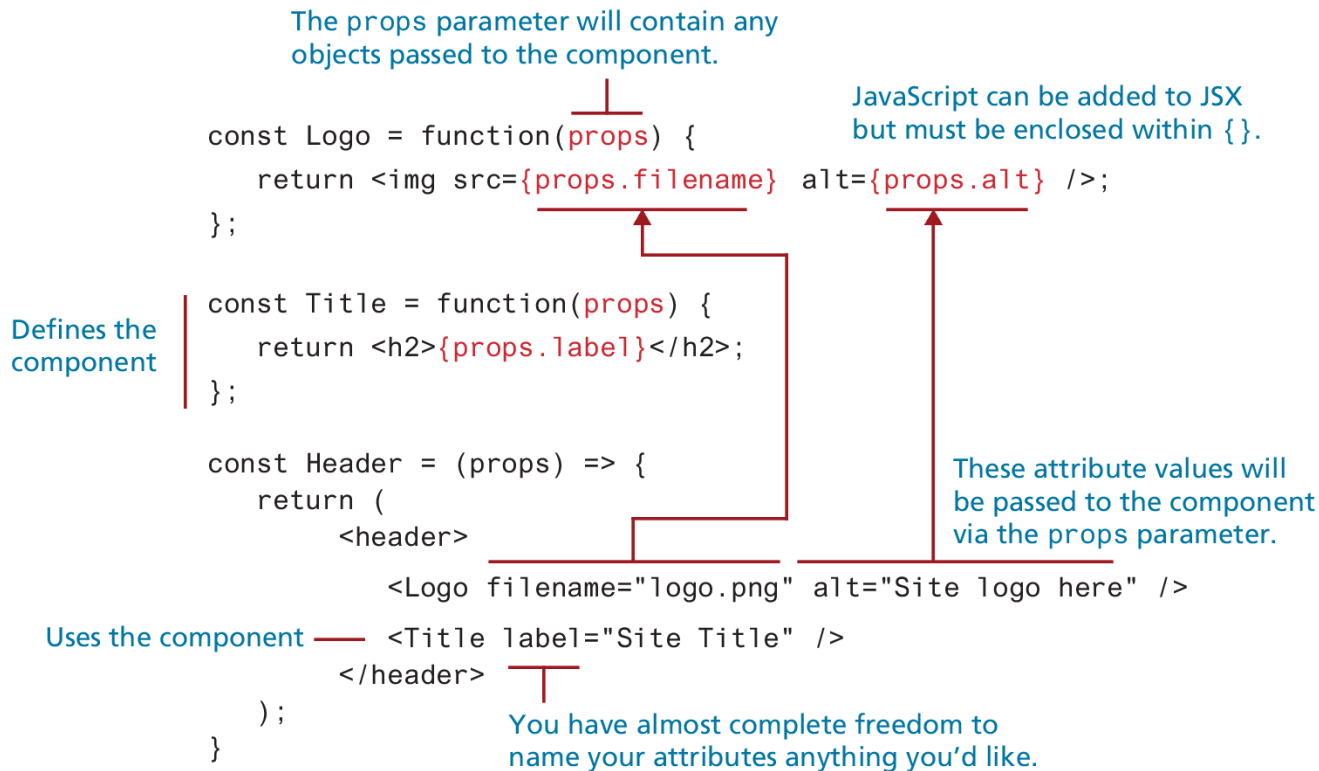 The props parameter will contain any
objects passed to the component.
JavaScript can be added to JSX
but must be enclosed within {}.
const Logo = function(props) {
return <img src={props.filename} alt={props.alt} />;
};
Defines the
component
const Title = function(props) {
return <h2>{props.label}</h2>;
};
const Header = (props) => {
return (
<header>
These attribute values will
be passed to the component
via the props parameter.
<Logo filename="logo.png" alt="Site logo here" />
Uses the component
<Title label="Site Title" />
</header>
You have almost complete freedom to
name your attributes anything you’d like.
);
}